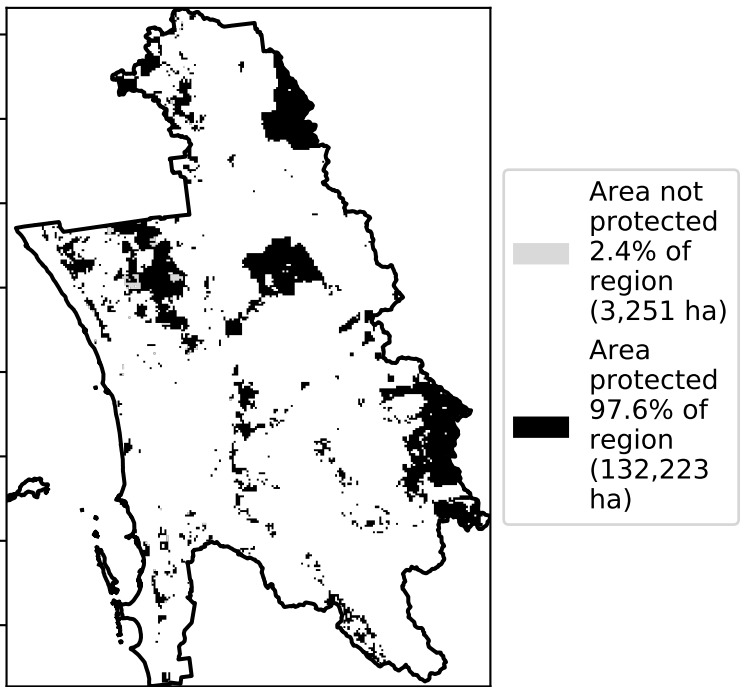 Area not
protected
2.4% of
region
(3,251 ha)
Area
protected
97.6% of
region
(132,223
ha)